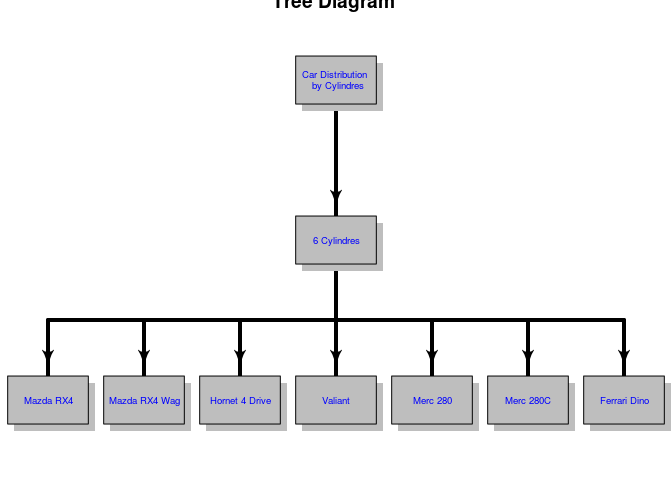 Tree Diagram
Car Distribution
by Cylindres
6 Cylindres
Mazda RX4
Mazda RX4 Wag
Hornet 4 Drive
Valiant
Merc 280
Merc 280C
Ferrari Dino